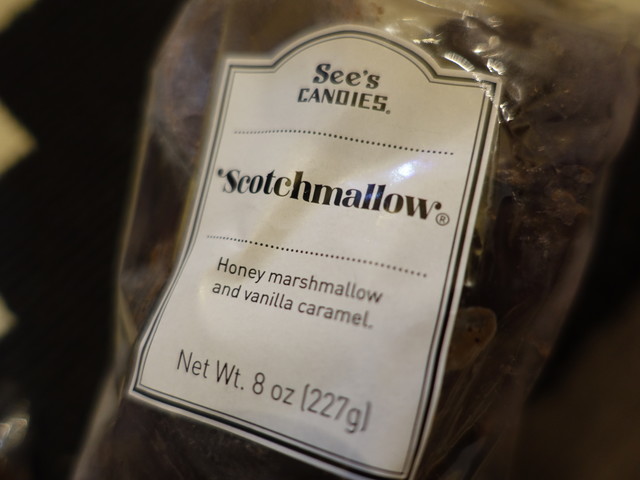 See's
CANDIES®
Scotchmallow®
Honey marshmallow
and vanilla caramel.
Net Wt. 8 oz (227g)